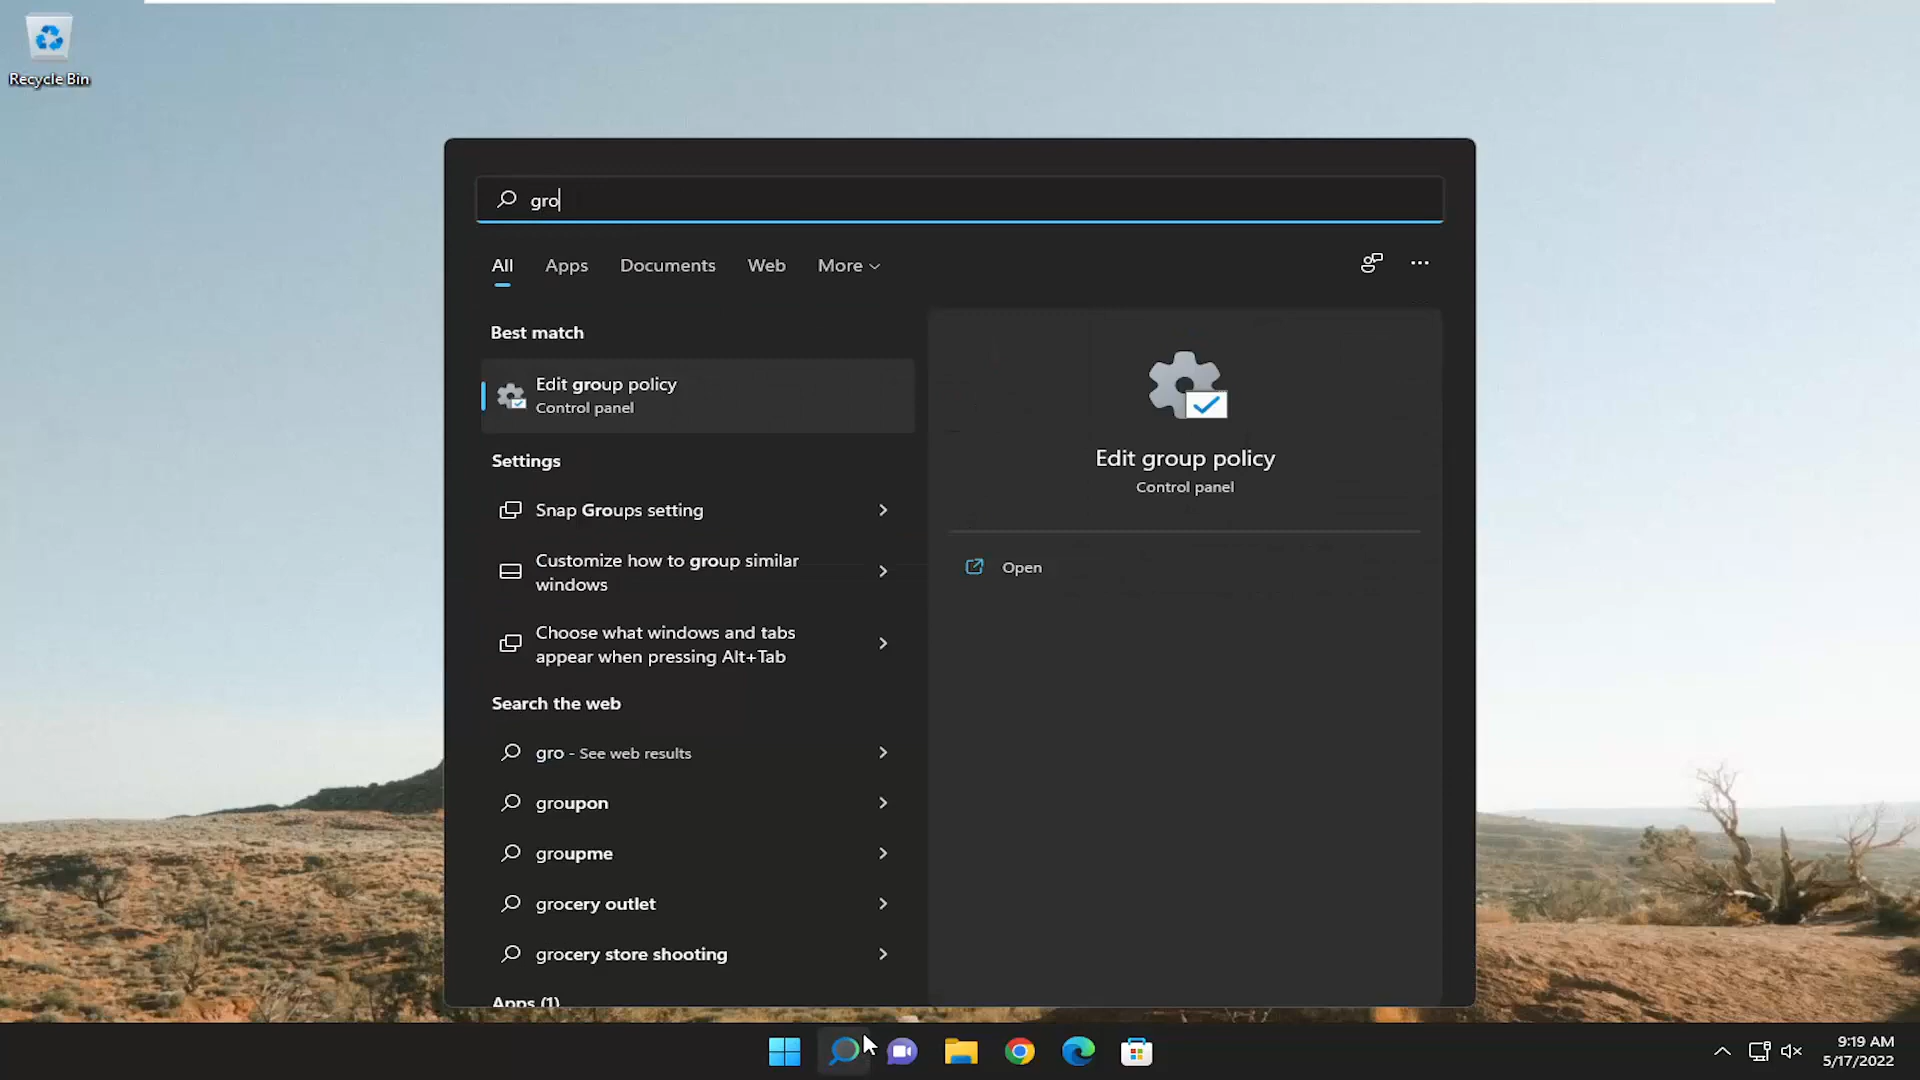 Recycle Bin
gro
All Apps Documents Web More
Best match
Edit group policy
Control panel
Settings
Snap Groups setting
Customize how to group similar
windows
Choose what windows and tabs
appear when pressing Alt+Tab
Search the web
gro - See web results
groupon
groupme
grocery outlet
grocery store shooting
Apps (1)
Edit group policy
Control panel
Open
9:19 AM
5/17/2022